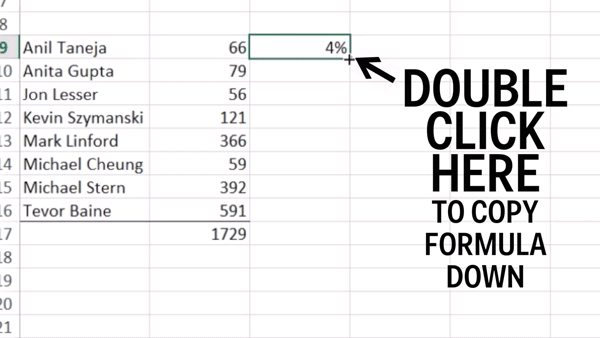 7
8
9 Anil Taneja 66 4%
10 Anita Gupta 79
11 Jon Lesser 56
12 Kevin Szymanski 121
13 Mark Linford 366
14 Michael Cheung 59
15 Michael Stern 392
16 Tevor Baine 591
17 1729
18
19
20
21
DOUBLE
CLICK
HERE
TO COPY
FORMULA
DOWN